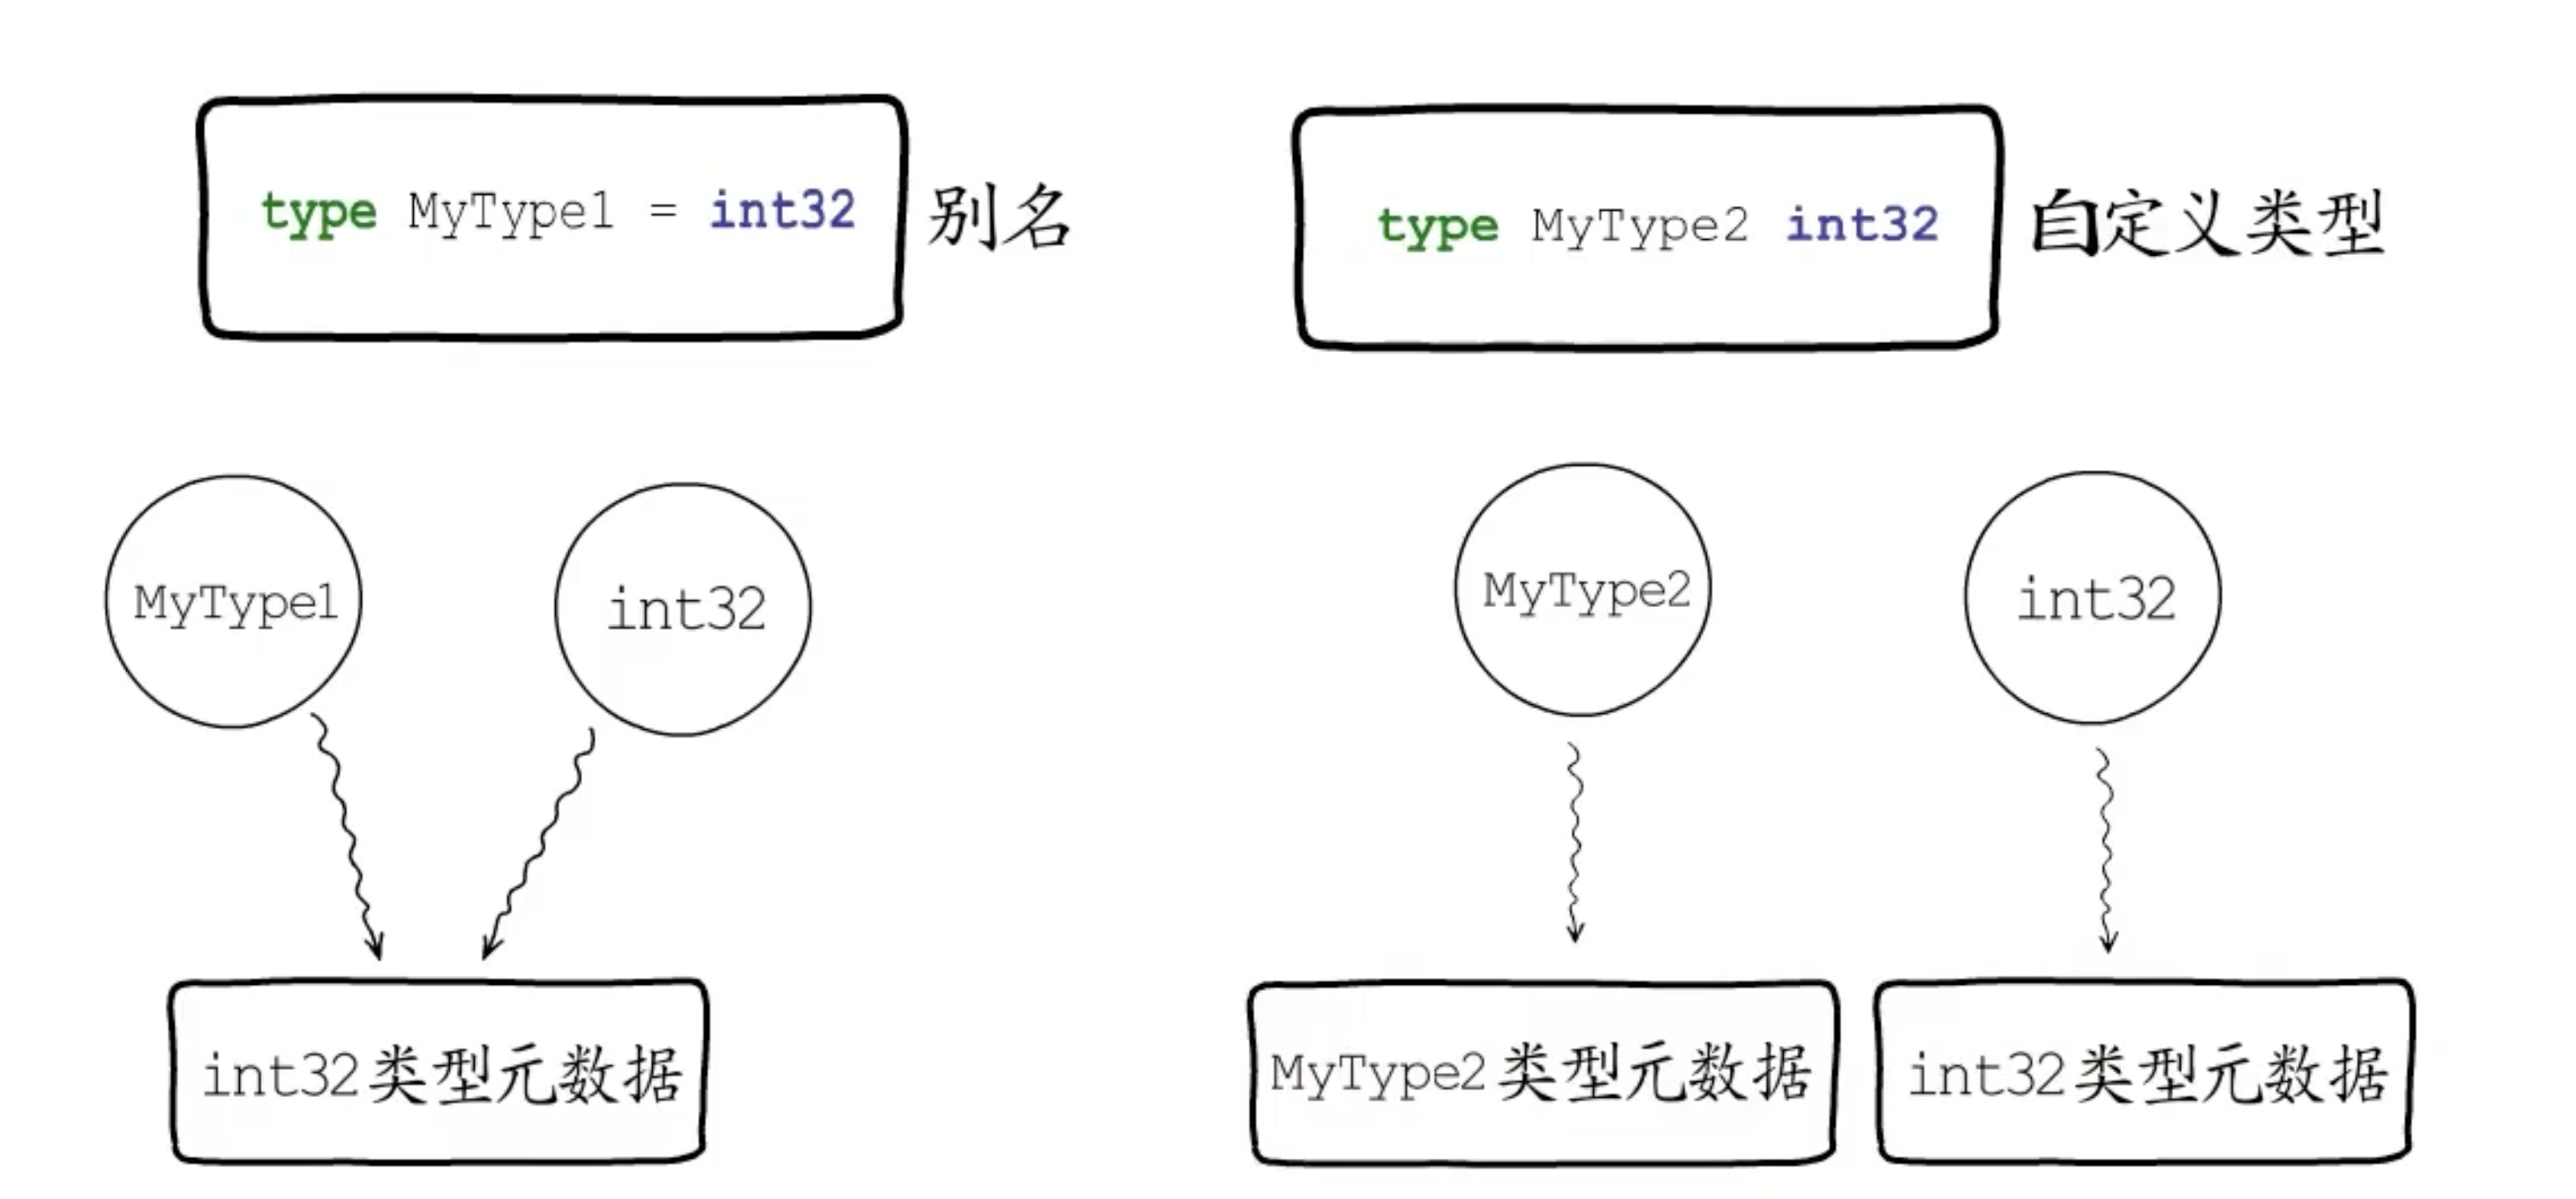 type MyType1 = int32
别名
type MyType2 int32
自定义类型
MyType1
int32
MyType2
int32
int32类型元数据
MyType2类型元数据
int32类型元数据